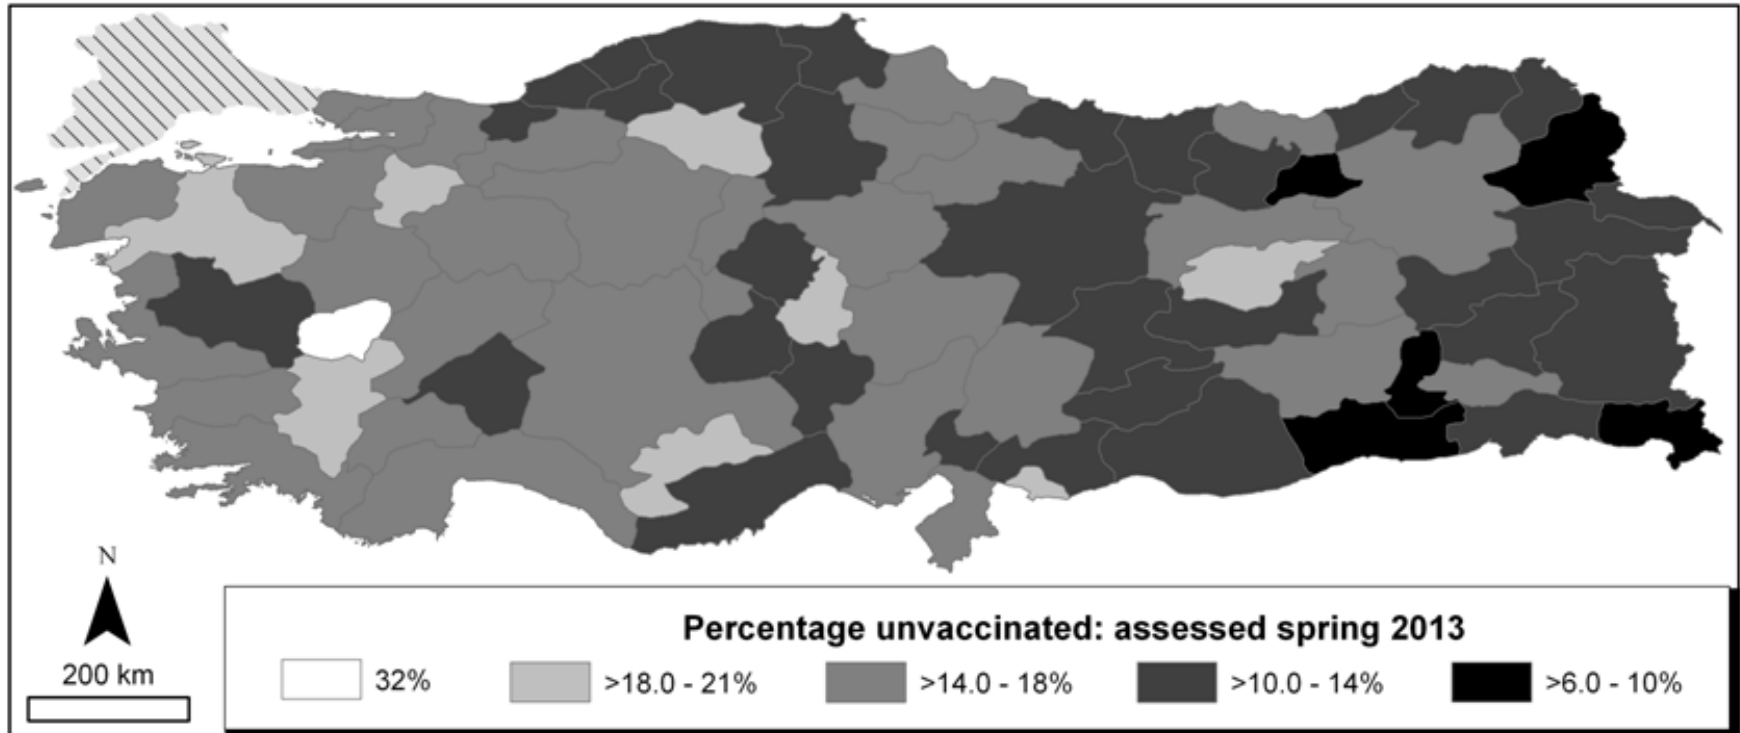 N
200 km
Percentage unvaccinated: assessed spring 2013
32%
>18.0 - 21%
>14.0 - 18%
>10.0 - 14%
>6.0 - 10%